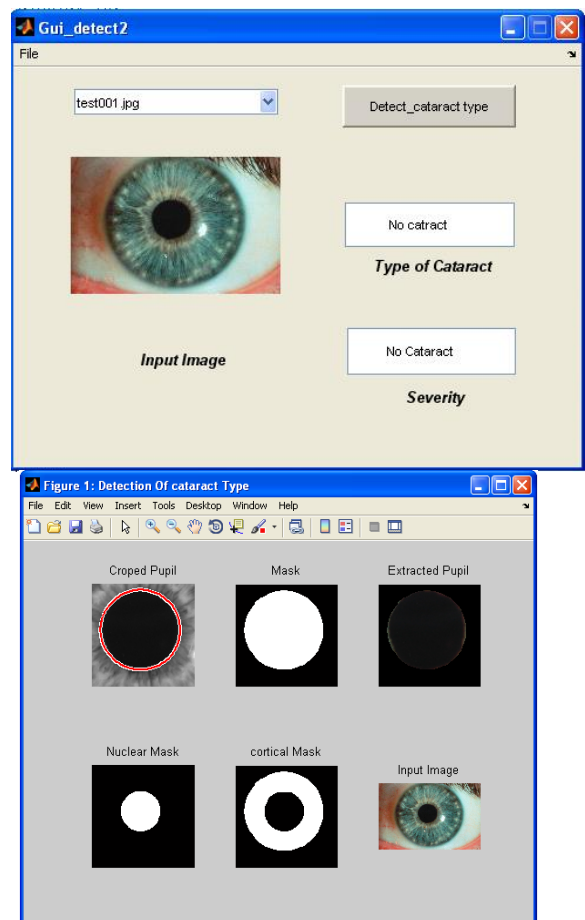 Gui_detect2
File
test001.jpg
Detect_cataract type
No catract
Type of Cataract
Input Image
No Cataract
Severity
Figure 1: Detection Of cataract Type
File Edit View Insert Tools Desktop Window Help
Croped Pupil Mask Extracted Pupil
Nuclear Mask cortical Mask
Input Image